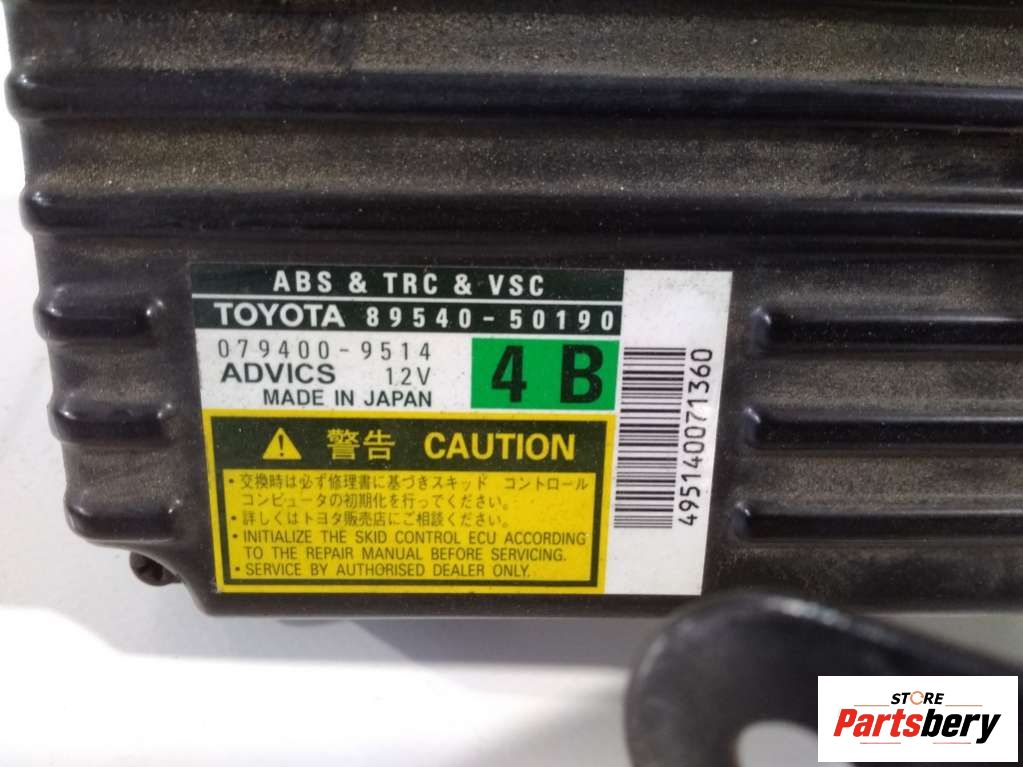 ABS & TRC & VSC
TOYOTA 89540-50190
079400-9514
ADVICS 12V
MADE IN JAPAN
4B
495140071360
警告 CAUTION
・交換時は必ず修理書に基づきスキッド コントロール
コンピュータの初期化を行ってください。
・詳しくはトヨタ販売店にご相談ください。
• INITIALIZE THE SKID CONTROL ECU ACCORDING
TO THE REPAIR MANUAL BEFORE SERVICING.
• SERVICE BY AUTHORISED DEALER ONLY.
STORE
Partsbery